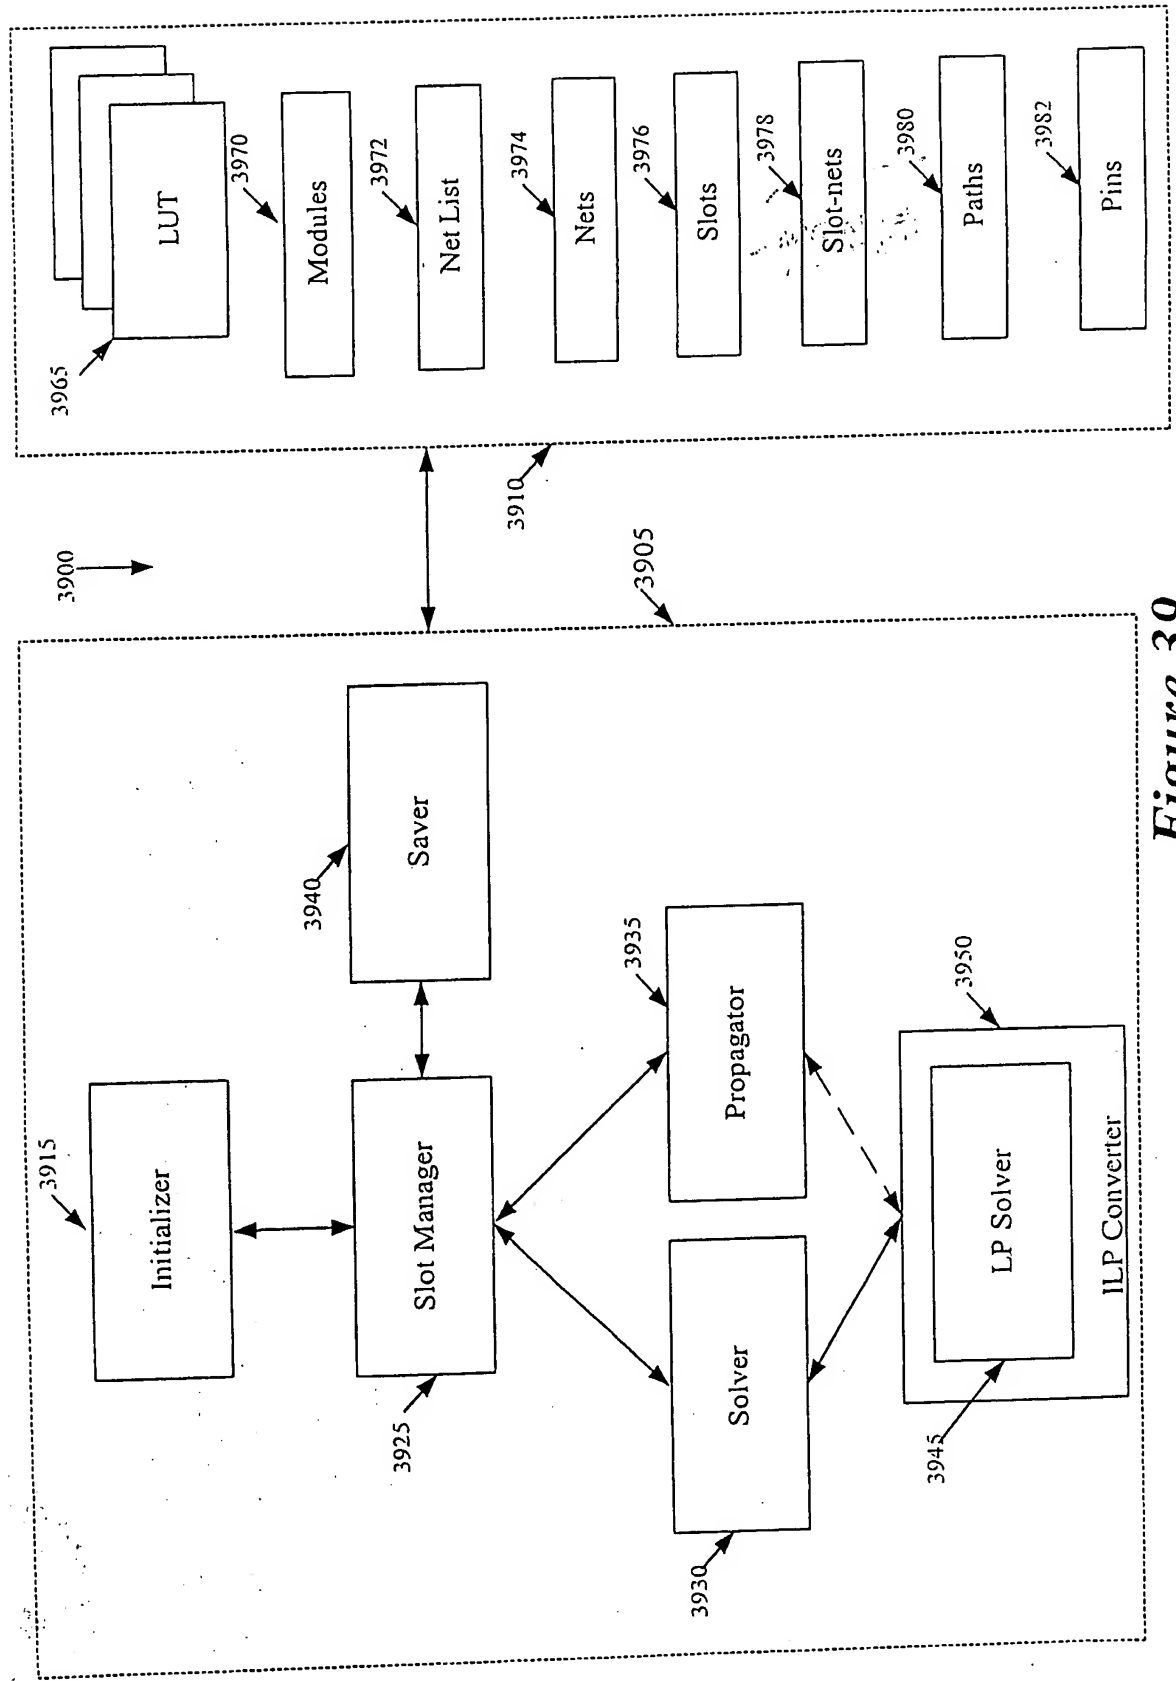 3900
3905
3915
Initializer
3925
Slot Manager
3940
Saver
3930
Solver
3935
Propagator
3945
LP Solver
ILP Converter
3950
3910
3965
LUT
3970
Modules
3972
Net List
3974
Nets
3976
Slots
3978
Slot-nets
3980
Paths
3982
Pins
Figure 39